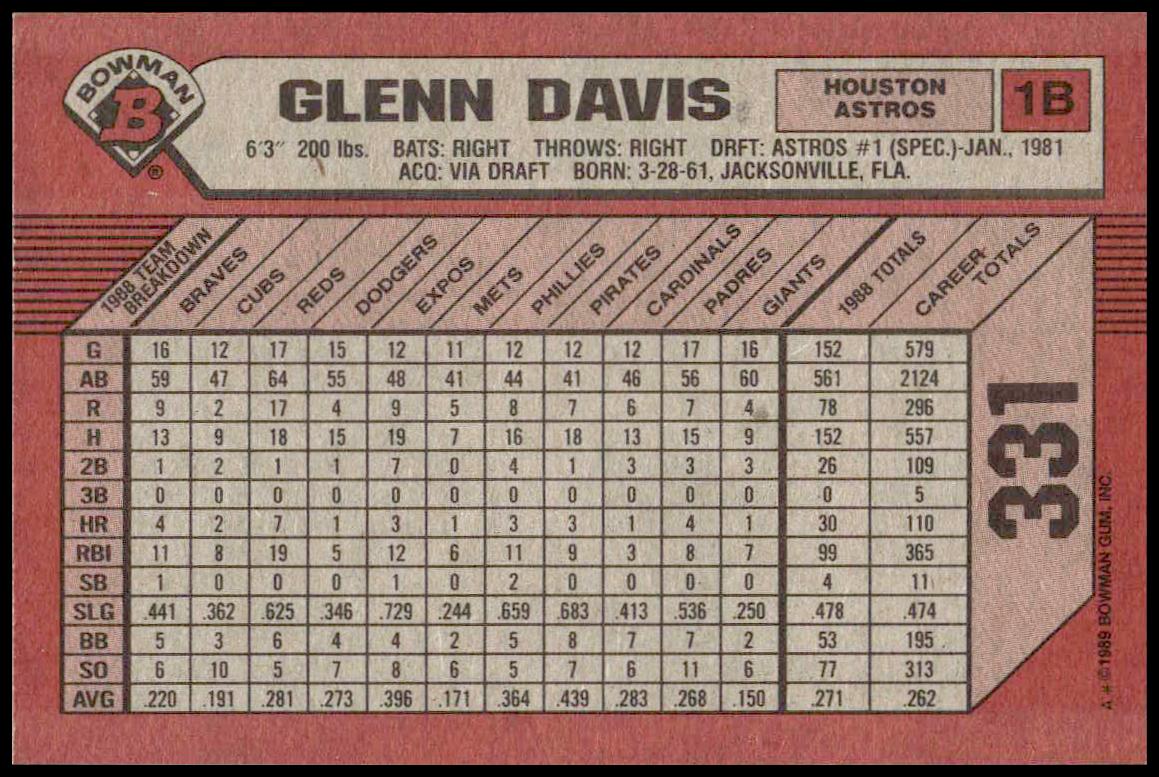 BOWMAN
B
®
GLENN DAVIS
HOUSTON
ASTROS
1B
6'3" 200 lbs. BATS: RIGHT THROWS: RIGHT DRFT: ASTROS #1 (SPEC.)-JAN., 1981
ACQ: VIA DRAFT BORN: 3-28-61, JACKSONVILLE, FLA.
1988 TEAM BREAKDOWN BRAVES CUBS REDS DODGERS EXPOS METS PHILLIES PIRATES CARDINALS PADRES GIANTS 1988 TOTALS CAREER TOTALS
G 16 12 17 15 12 11 12 12 12 17 16 152 579
AB 59 47 64 55 48 41 44 41 46 56 60 561 2124
R 9 2 17 4 9 5 8 7 6 7 4 78 296
H 13 9 18 15 19 7 16 18 13 15 9 152 557
2B 1 2 1 1 7 0 4 1 3 3 3 26 109
3B 0 0 0 0 0 0 0 0 0 0 0 0 5
HR 4 2 7 1 3 1 3 3 1 4 1 30 110
RBI 11 8 19 5 12 6 11 9 3 8 7 99 365
SB 1 0 0 0 1 0 2 0 0 0 0 4 11
SLG .441 .362 .625 .346 .729 .244 .659 .683 .413 .536 .250 .478 .474
BB 5 3 6 4 4 2 5 8 7 7 2 53 195
SO 6 10 5 7 8 6 5 7 6 11 6 77 313
AVG .220 .191 .281 .273 .396 .171 .364 .439 .283 .268 .150 .271 .262
331
A * © 1989 BOWMAN GUM, INC.